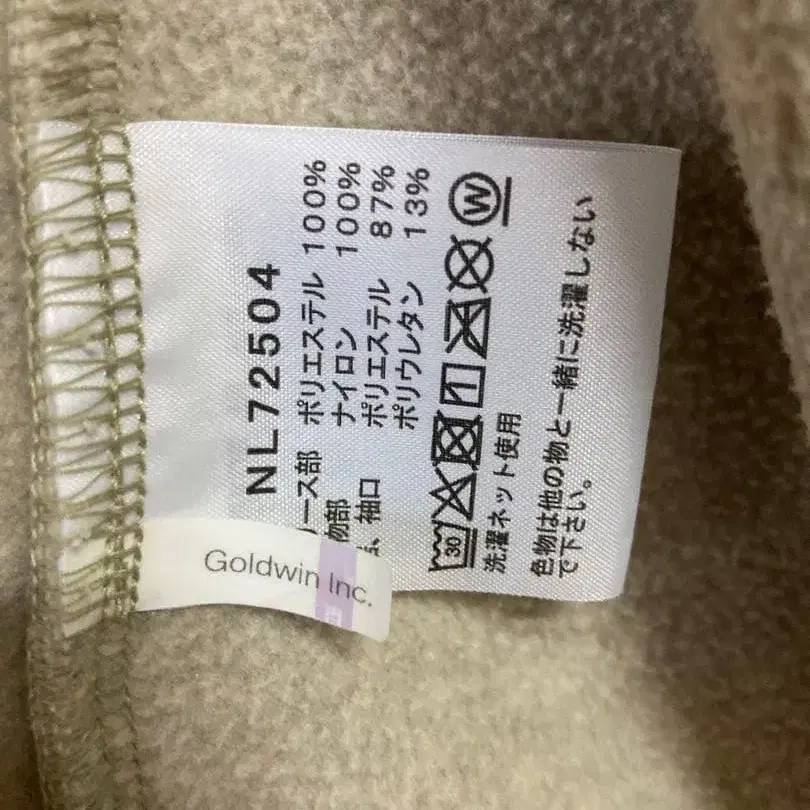 NL72504
ース部 ポリエステル 100%
物部 ナイロン 100%
、袖口 ポリエステル 87%
ポリウレタン 13%
30
W
洗濯ネット使用
色物は他の物と一緒に洗濯しない
で下さい。
Goldwin Inc.